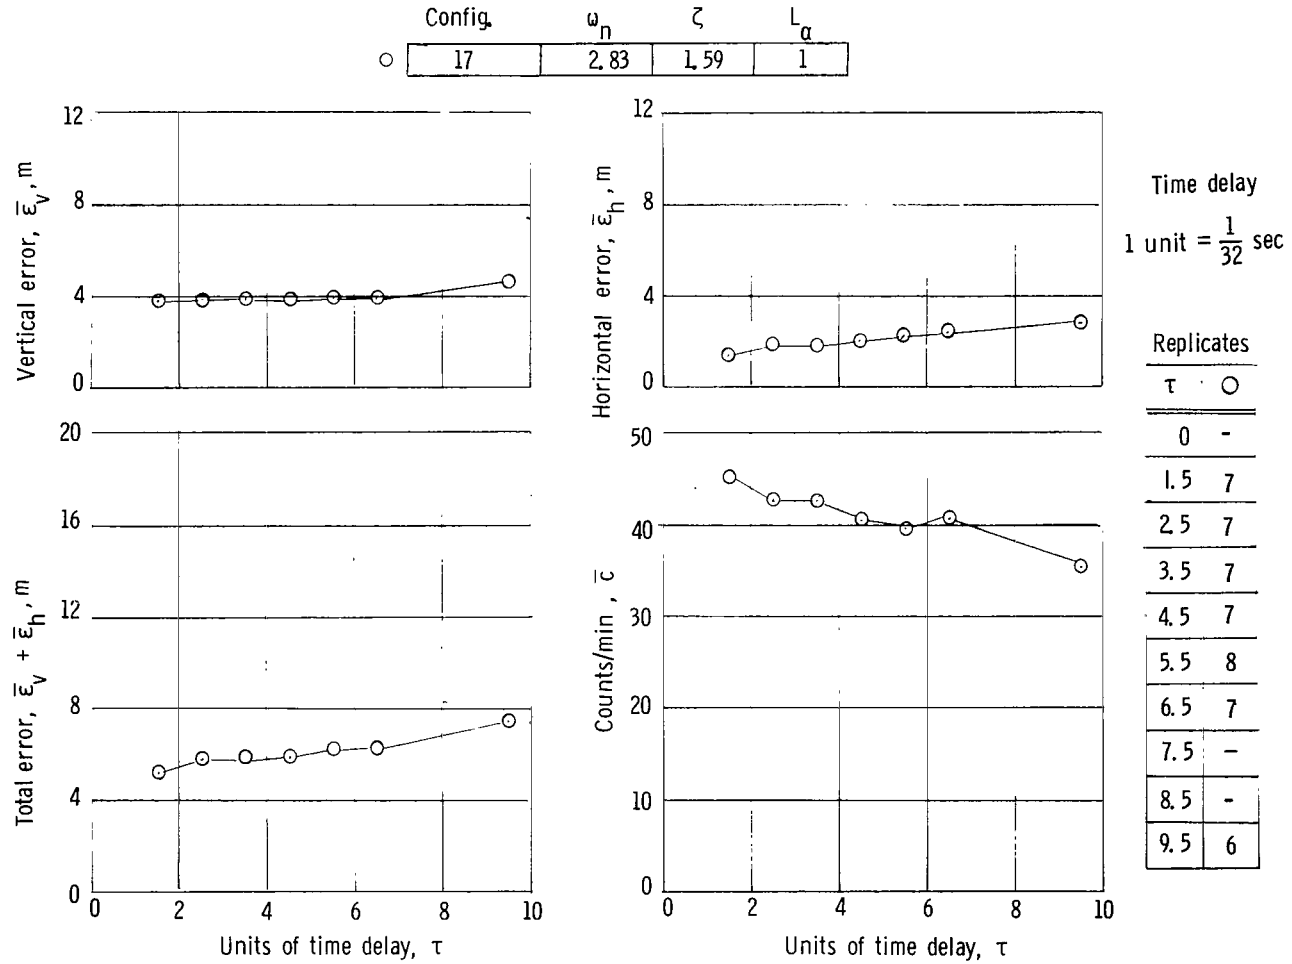 Config. ωn ζ Lα
17 2.83 1.59 1
12
8
4
0
Vertical error, ε̅v, m
12
8
4
0
Horizontal error, ε̅h, m
Time delay
1 unit = 1/32 sec
20
16
12
8
4
0
Total error, ε̅v + ε̅h, m
0 2 4 6 8 10
Units of time delay, τ
50
40
30
20
10
0
Counts/min, c̅
0 2 4 6 8 10
Units of time delay, τ
Replicates
τ
0 -
1.5 7
2.5 7
3.5 7
4.5 7
5.5 8
6.5 7
7.5 -
8.5 -
9.5 6